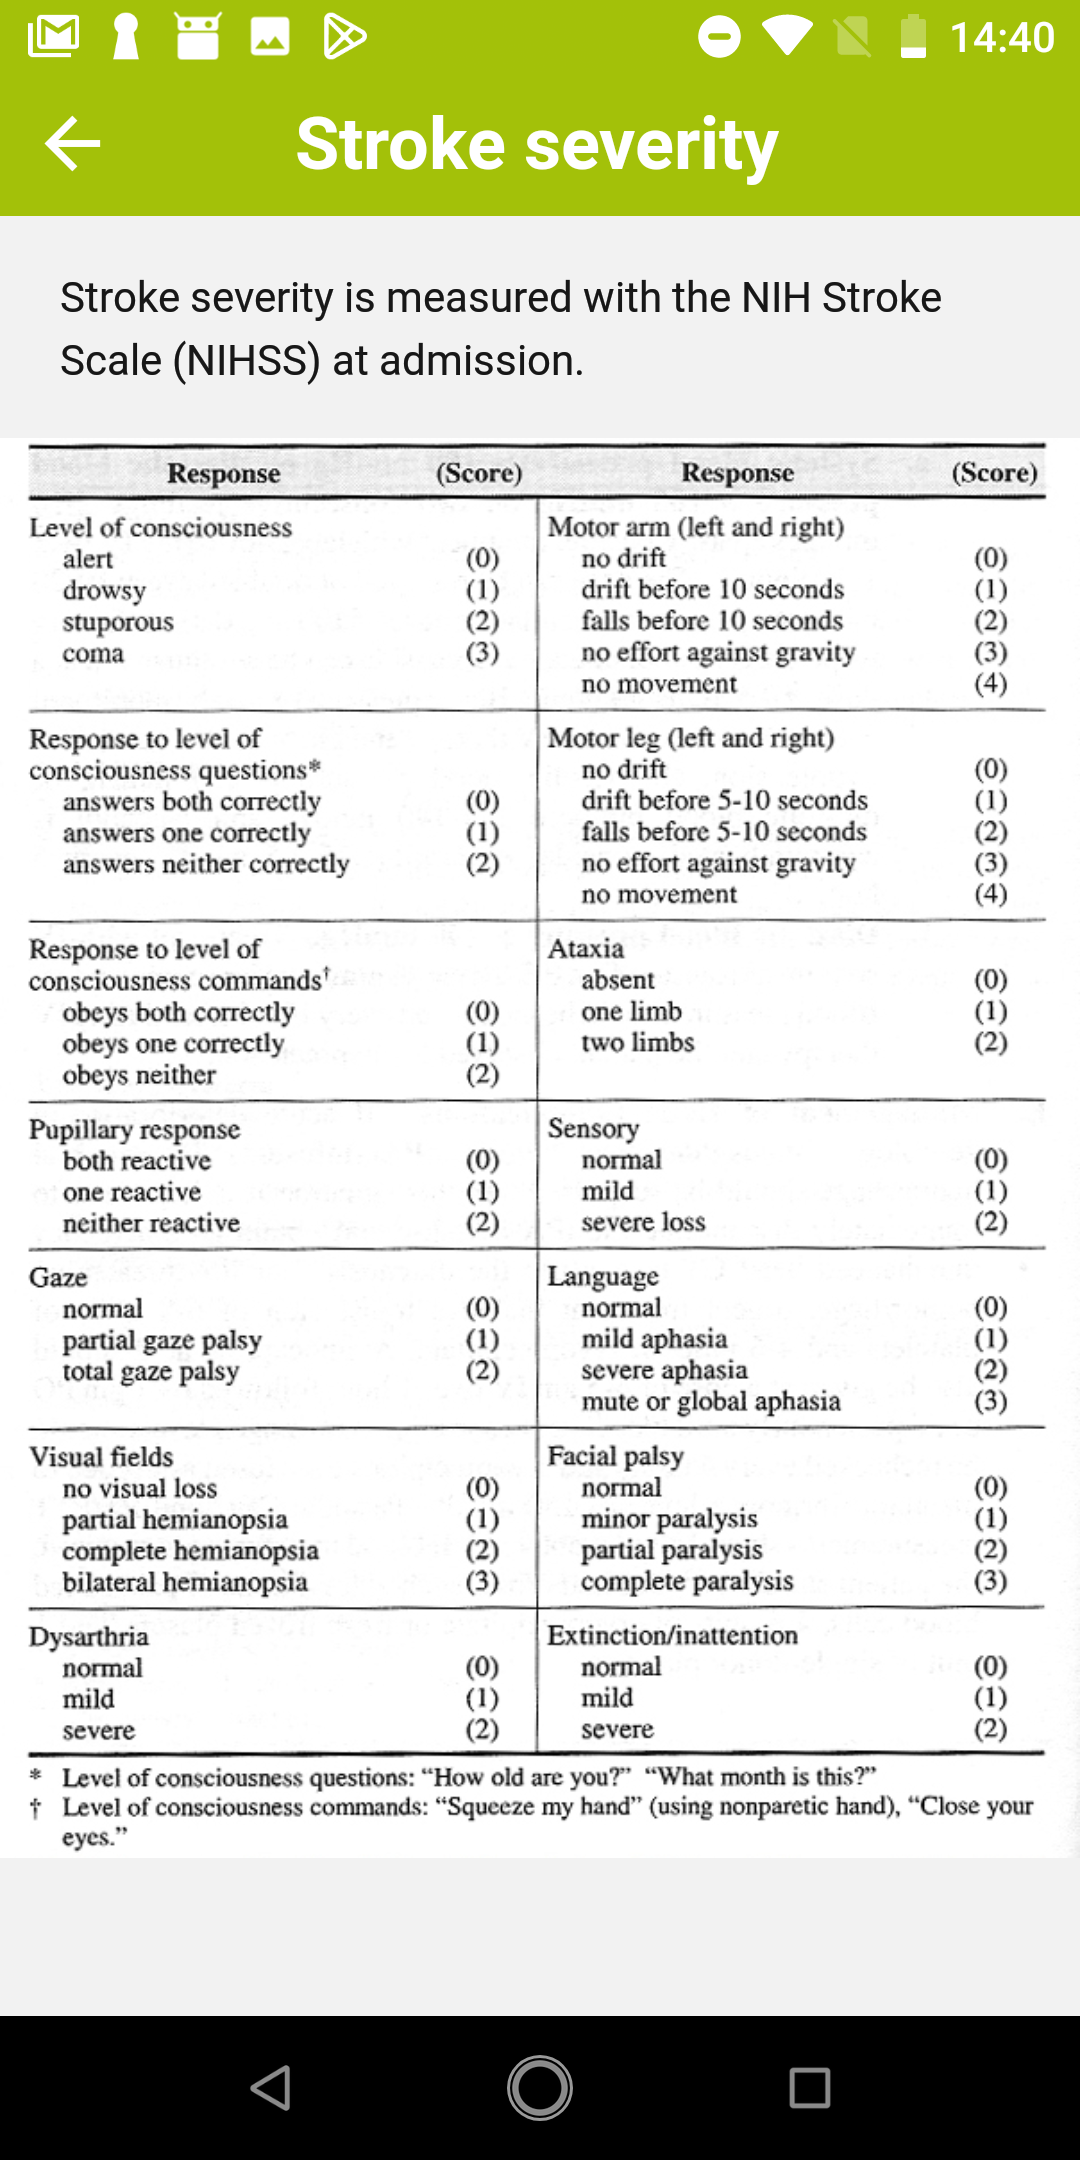 14:40
Stroke severity
Stroke severity is measured with the NIH Stroke
Scale (NIHSS) at admission.
Response (Score) Response (Score)
Level of consciousness
alert (0)
drowsy (1)
stuporous (2)
coma (3)
Motor arm (left and right)
no drift (0)
drift before 10 seconds (1)
falls before 10 seconds (2)
no effort against gravity (3)
no movement (4)
Response to level of
consciousness questions*
answers both correctly (0)
answers one correctly (1)
answers neither correctly (2)
Motor leg (left and right)
no drift (0)
drift before 5-10 seconds (1)
falls before 5-10 seconds (2)
no effort against gravity (3)
no movement (4)
Response to level of
consciousness commands†
obeys both correctly (0)
obeys one correctly (1)
obeys neither (2)
Ataxia
absent (0)
one limb (1)
two limbs (2)
Pupillary response
both reactive (0)
one reactive (1)
neither reactive (2)
Sensory
normal (0)
mild (1)
severe loss (2)
Gaze
normal (0)
partial gaze palsy (1)
total gaze palsy (2)
Language
normal (0)
mild aphasia (1)
severe aphasia (2)
mute or global aphasia (3)
Visual fields
no visual loss (0)
partial hemianopsia (1)
complete hemianopsia (2)
bilateral hemianopsia (3)
Facial palsy
normal (0)
minor paralysis (1)
partial paralysis (2)
complete paralysis (3)
Dysarthria
normal (0)
mild (1)
severe (2)
Extinction/inattention
normal (0)
mild (1)
severe (2)
* Level of consciousness questions: “How old are you?” “What month is this?”
† Level of consciousness commands: “Squeeze my hand” (using nonparetic hand), “Close your
eyes.”